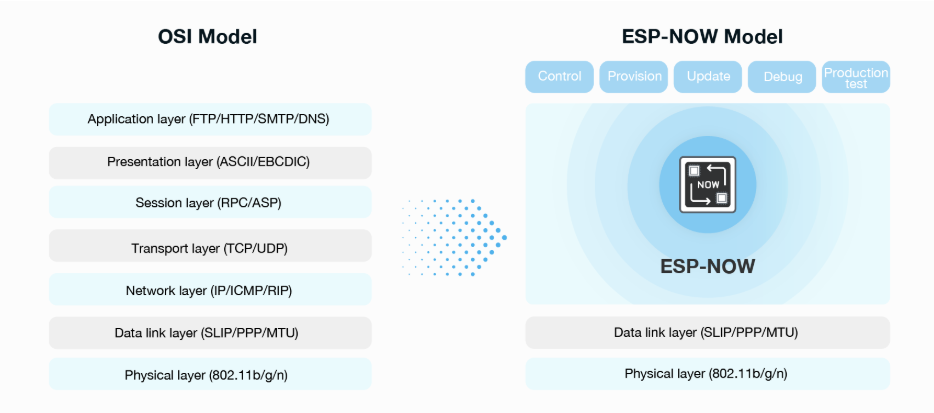 OSI Model
Application layer (FTP/HTTP/SMTP/DNS)
Presentation layer (ASCII/EBCDIC)
Session layer (RPC/ASP)
Transport layer (TCP/UDP)
Network layer (IP/ICMP/RIP)
Data link layer (SLIP/PPP/MTU)
Physical layer (802.11b/g/n)
ESP-NOW Model
Control
Provision
Update
Debug
Production
test
NOW
ESP-NOW
Data link layer (SLIP/PPP/MTU)
Physical layer (802.11b/g/n)